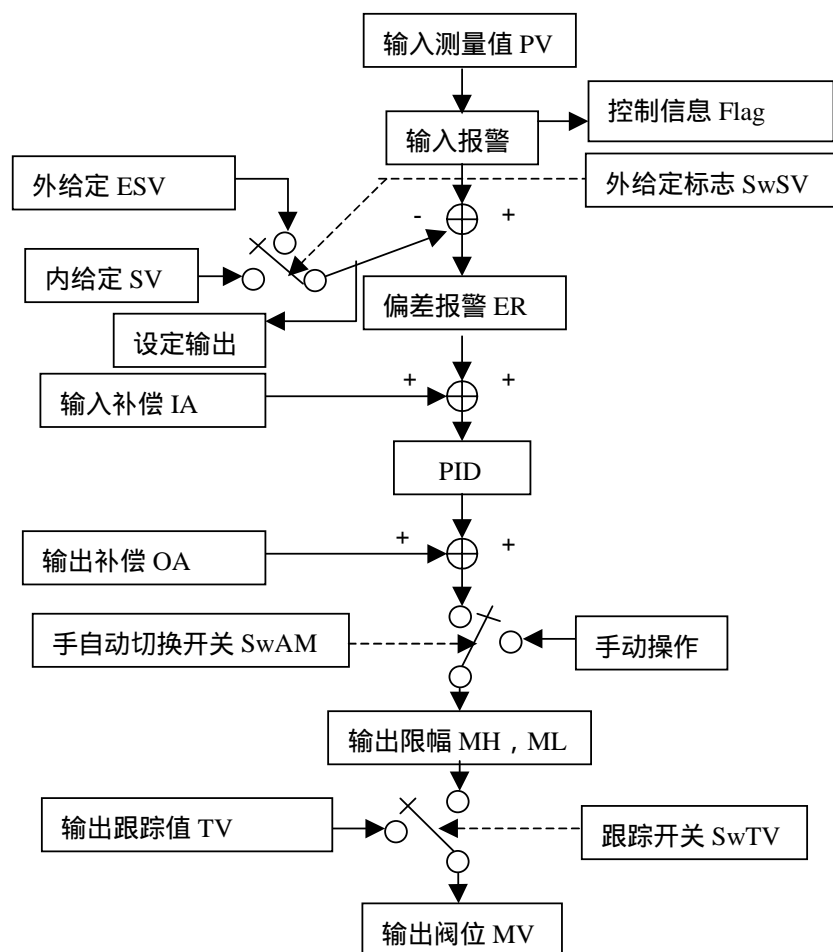 输入测量值 PV
输入报警
控制信息 Flag
外给定 ESV
外给定标志 SwSV
- +
内给定 SV
偏差报警 ER
设定输出
+ +
输入补偿 IA
PID
+ +
输出补偿 OA
手自动切换开关 SwAM
手动操作
输出限幅 MH，ML
输出跟踪值 TV
跟踪开关 SwTV
输出阀位 MV